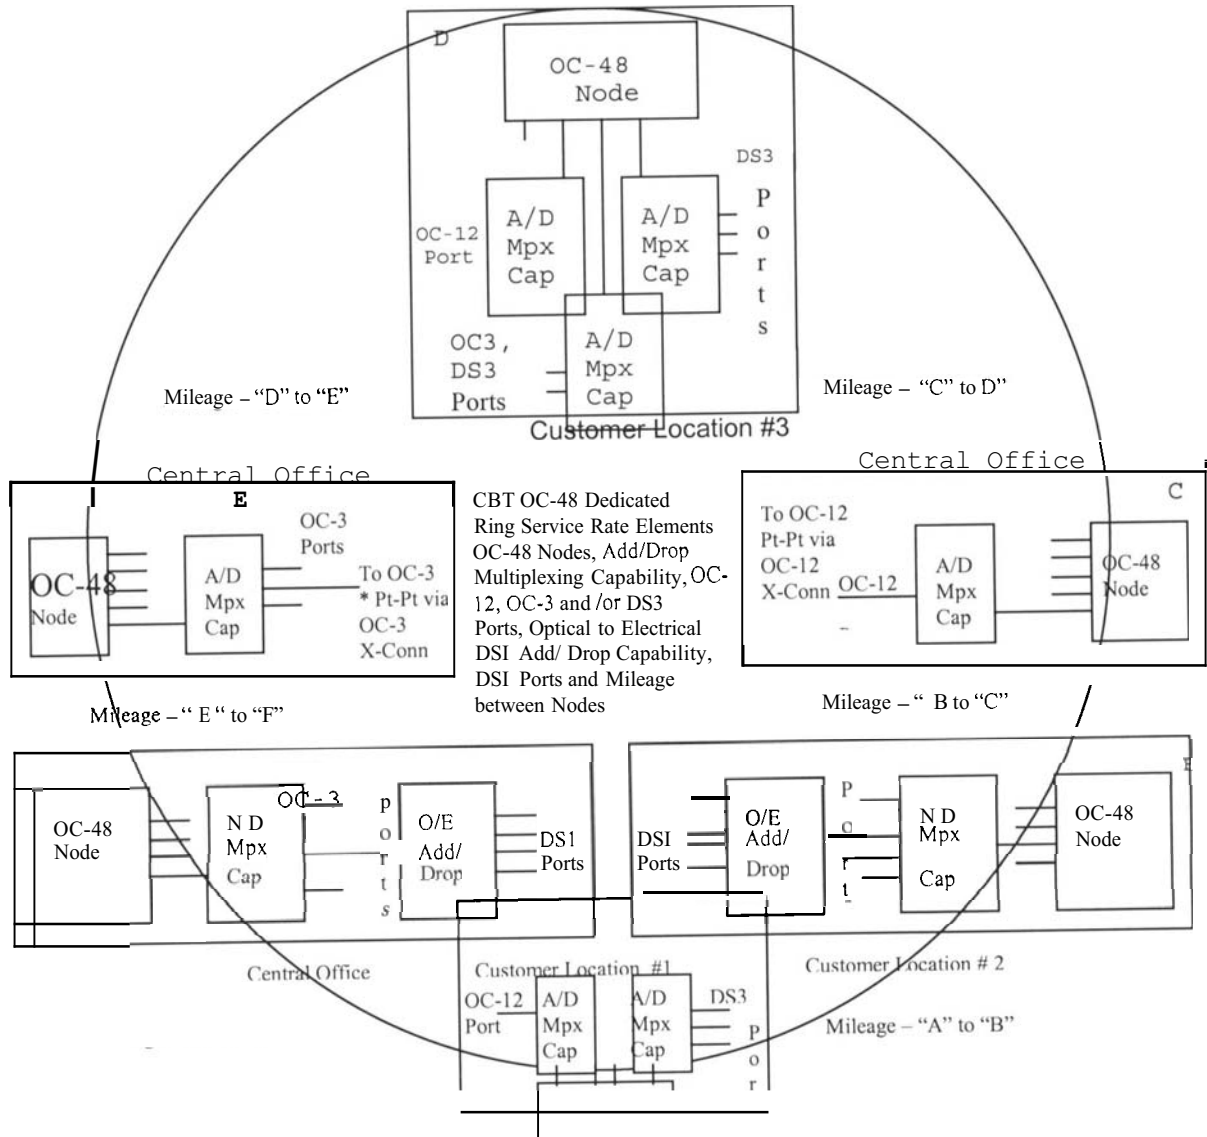 D
OC-48
Node
DS3
P
o
r
t
s
A/D
Mpx
Cap
A/D
Mpx
Cap
OC-12
Port
OC3,
DS3
Ports
A/D
Mpx
Cap
Customer Location #3
Mileage – “D” to “E”
Mileage – “C” to D”
Central Office
E
OC-48
Node
A/D
Mpx
Cap
OC-3
Ports
To OC-3
* Pt-Pt via
OC-3
X-Conn
CBT OC-48 Dedicated
Ring Service Rate Elements
OC-48 Nodes, Add/Drop
Multiplexing Capability, OC-
12, OC-3 and /or DS3
Ports, Optical to Electrical
DSI Add/ Drop Capability,
DSI Ports and Mileage
between Nodes
Central Office
C
To OC-12
Pt-Pt via
OC-12
X-Conn
OC-12
A/D
Mpx
Cap
OC-48
Node
Mileage – “ E “ to “F”
Mileage – “ B to “C”
OC-48
Node
N D
Mpx
Cap
OC-3
p
o
r
t
s
O/E
Add/
Drop
DS1
Ports
DSI
Ports
O/E
Add/
Drop
P
o
r
t
N D
Mpx
Cap
OC-48
Node
Central Office
Customer Location #1
Customer Location # 2
OC-12
Port
A/D
Mpx
Cap
A/D
Mpx
Cap
DS3
P
o
r
Mileage – “A” to “B”